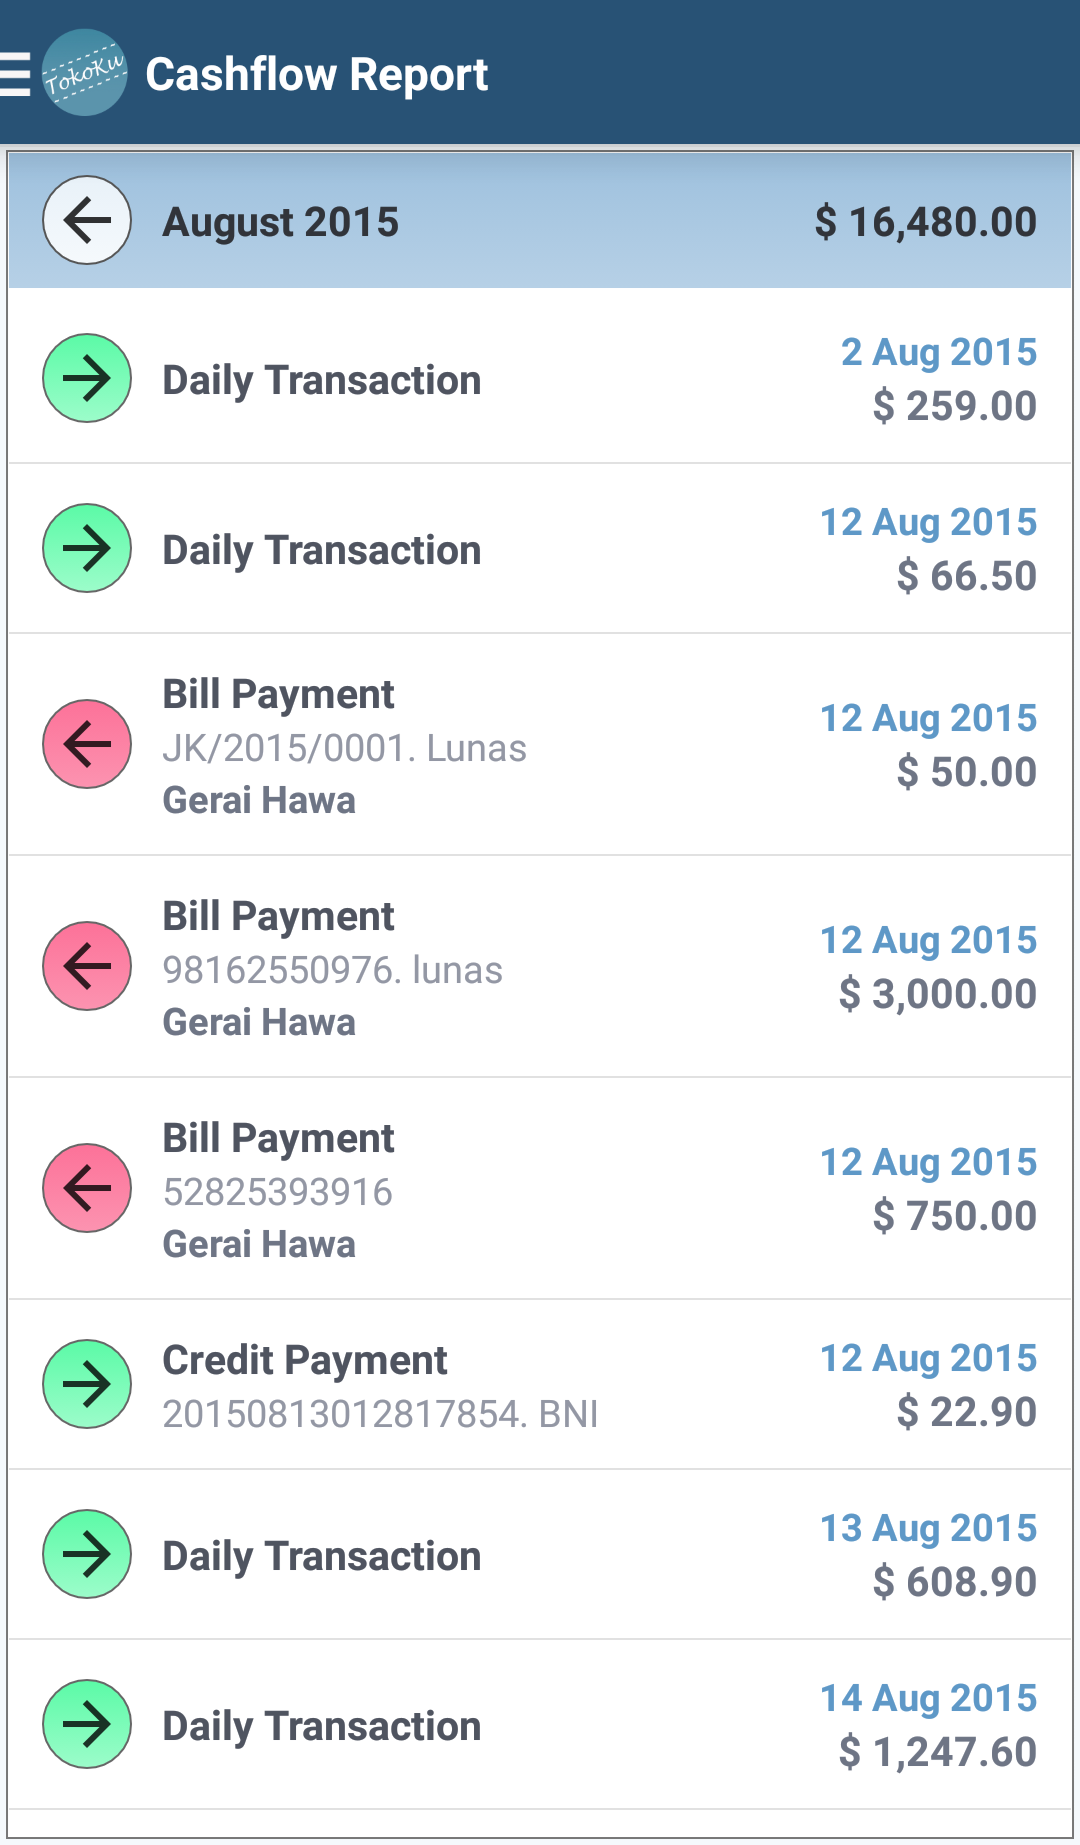 TokoKu
Cashflow Report
August 2015 $ 16,480.00
2 Aug 2015
Daily Transaction
$ 259.00
12 Aug 2015
Daily Transaction
$ 66.50
Bill Payment
12 Aug 2015
JK/2015/0001. Lunas
$ 50.00
Gerai Hawa
Bill Payment
12 Aug 2015
98162550976. lunas
$ 3,000.00
Gerai Hawa
Bill Payment
12 Aug 2015
52825393916
$ 750.00
Gerai Hawa
Credit Payment
12 Aug 2015
20150813012817854. BNI
$ 22.90
13 Aug 2015
Daily Transaction
$ 608.90
14 Aug 2015
Daily Transaction
$ 1,247.60